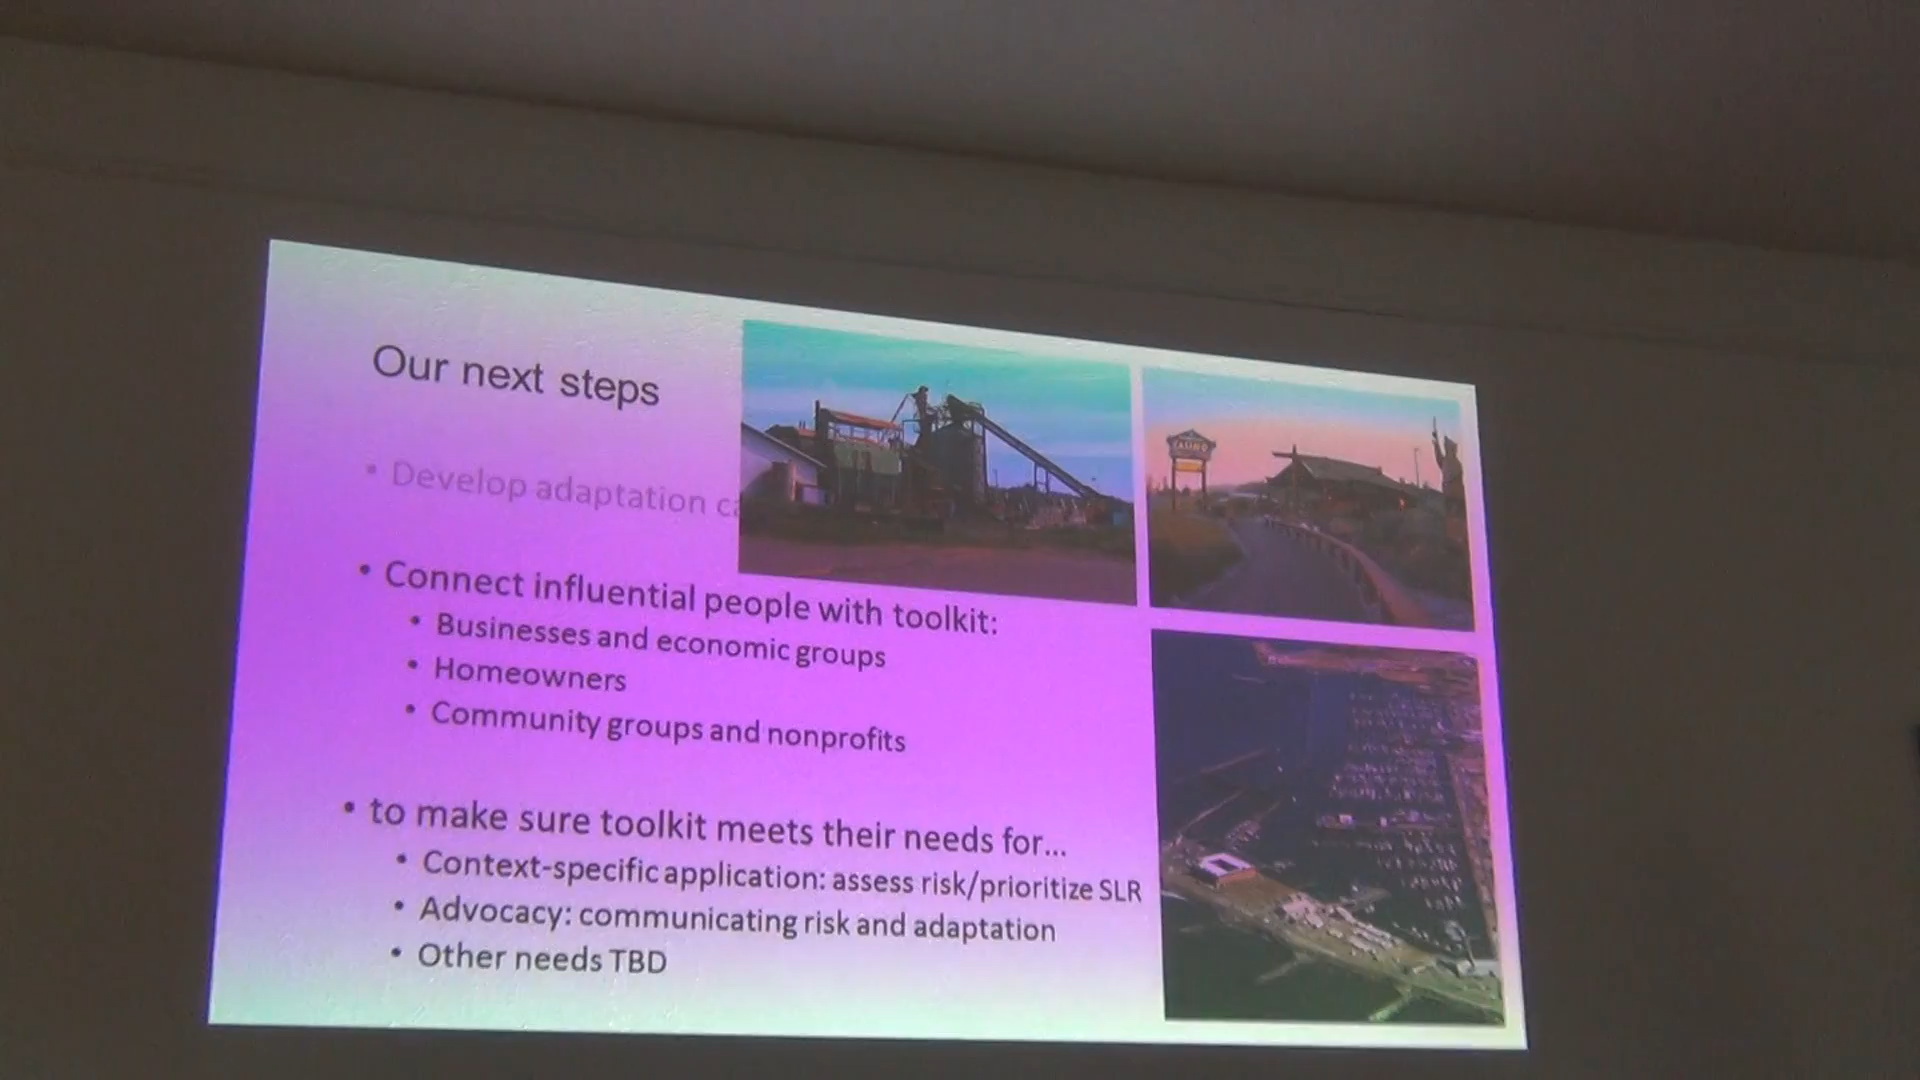 Our next steps
• Develop adaptation
• Connect influential people with toolkit:
• Businesses and economic groups
• Homeowners
• Community groups and nonprofits
• to make sure toolkit meets their needs for...
• Context-specific application: assess risk/prioritize SLR
• Advocacy: communicating risk and adaptation
• Other needs TBD
CASINO